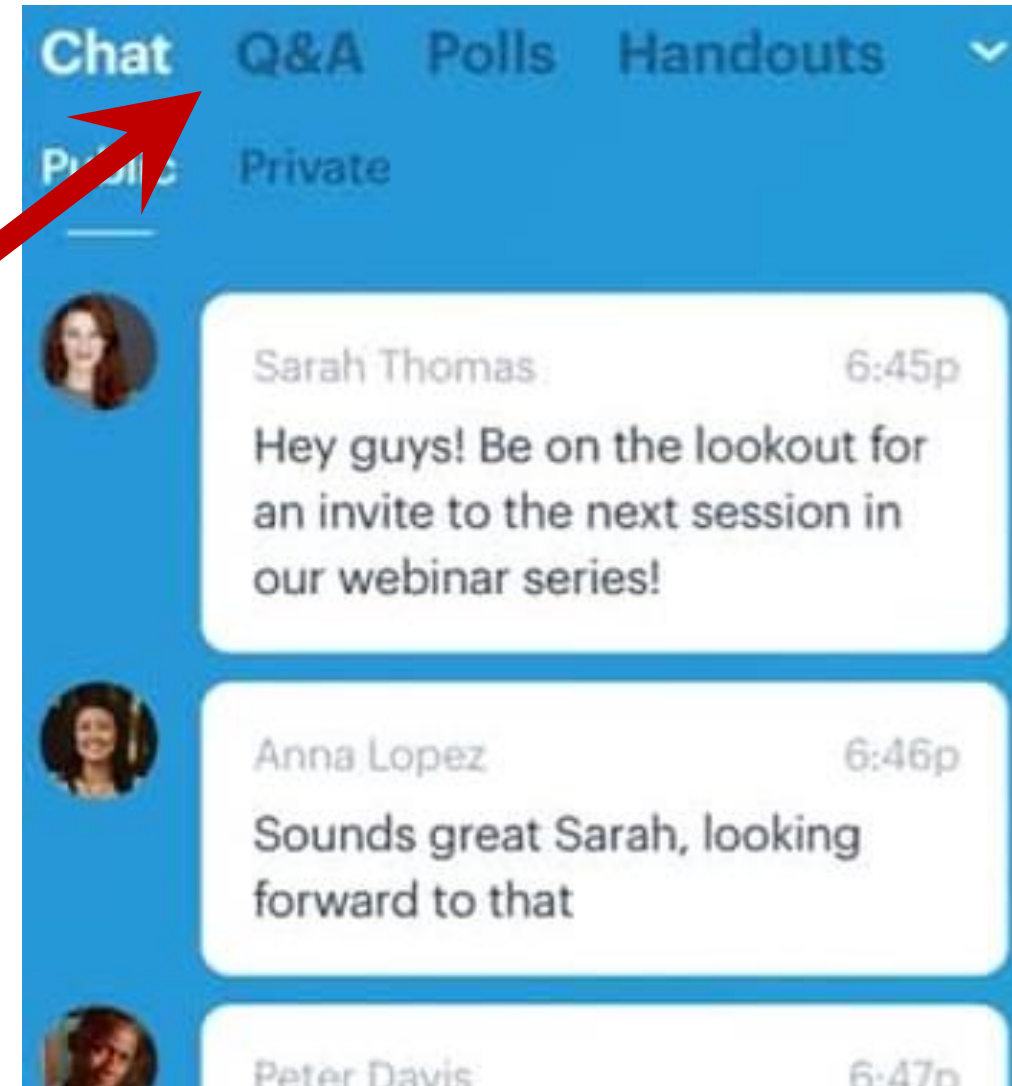 Chat Q&A Polls Handouts
Public Private
Sarah Thomas 6:45p
Hey guys! Be on the lookout for
an invite to the next session in
our webinar series!
Anna Lopez 6:46p
Sounds great Sarah, looking
forward to that
Peter Davis 6:47p